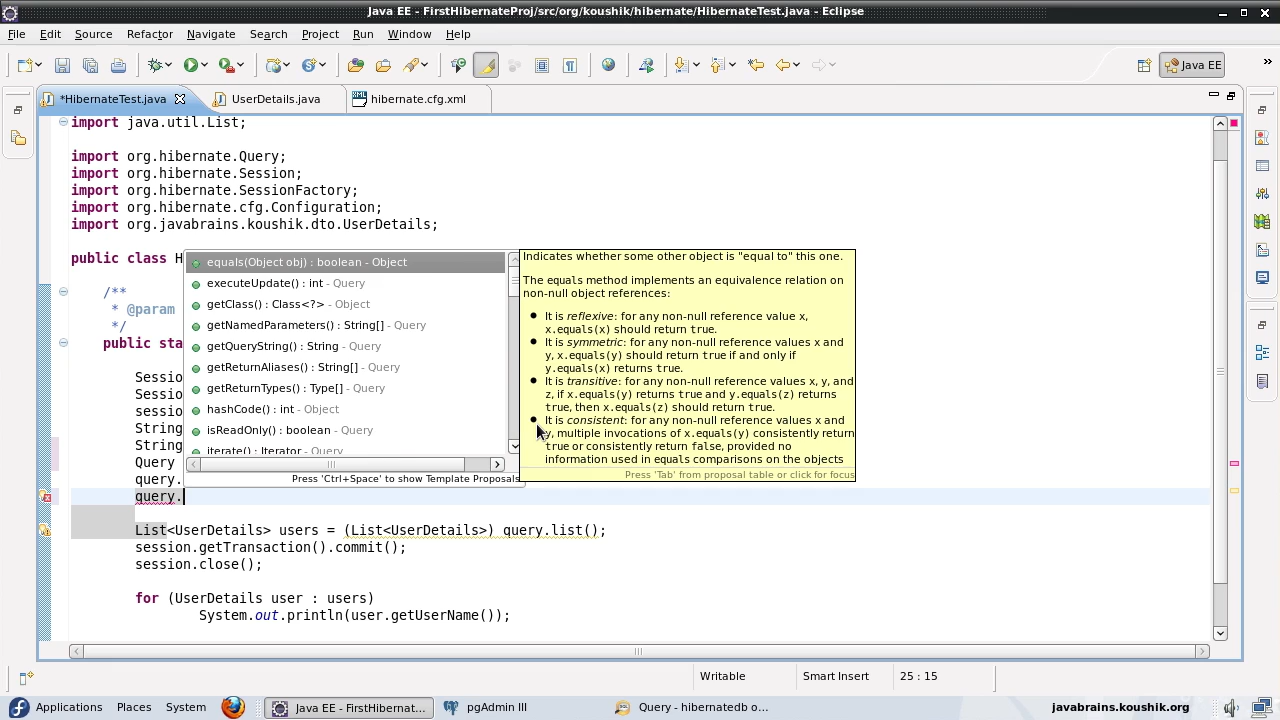 Java EE - FirstHibernateProj/src/org/koushik/hibernate/HibernateTest.java - Eclipse
File Edit Source Refactor Navigate Search Project Run Window Help
Java EE
*HibernateTest.java UserDetails.java hibernate.cfg.xml
import java.util.List;
import org.hibernate.Query;
import org.hibernate.Session;
import org.hibernate.SessionFactory;
import org.hibernate.cfg.Configuration;
import org.javabrains.koushik.dto.UserDetails;
public class H
/**
* @param
*/
public sta
Sessio
Sessio
sessio
String
String
Query
query.
query.
List<UserDetails> users = (List<UserDetails>) query.list();
session.getTransaction().commit();
session.close();
for (UserDetails user : users)
System.out.println(user.getUserName());
equals(Object obj) : boolean - Object
executeUpdate() : int - Query
getClass() : Class<?> - Object
getNamedParameters() : String[] - Query
getQueryString() : String - Query
getReturnAliases() : String[] - Query
getReturnTypes() : Type[] - Query
hashCode() : int - Object
isReadOnly() : boolean - Query
iterate() : Iterator - Query
Press 'Ctrl+Space' to show Template Proposals
Indicates whether some other object is "equal to" this one.
The equals method implements an equivalence relation on
non-null object references:
It is reflexive: for any non-null reference value x,
x.equals(x) should return true.
It is symmetric: for any non-null reference values x and
y, x.equals(y) should return true if and only if
y.equals(x) returns true.
It is transitive: for any non-null reference values x, y, and
z, if x.equals(y) returns true and y.equals(z) returns
true, then x.equals(z) should return true.
It is consistent: for any non-null reference values x and
y, multiple invocations of x.equals(y) consistently return
true or consistently return false, provided no
information used in equals comparisons on the objects
Press 'Tab' from proposal table or click for focus
Writable Smart Insert 25 : 15
Applications Places System Java EE - FirstHibernat... pgAdmin III Query - hibernatedb o... javabrains.koushik.org